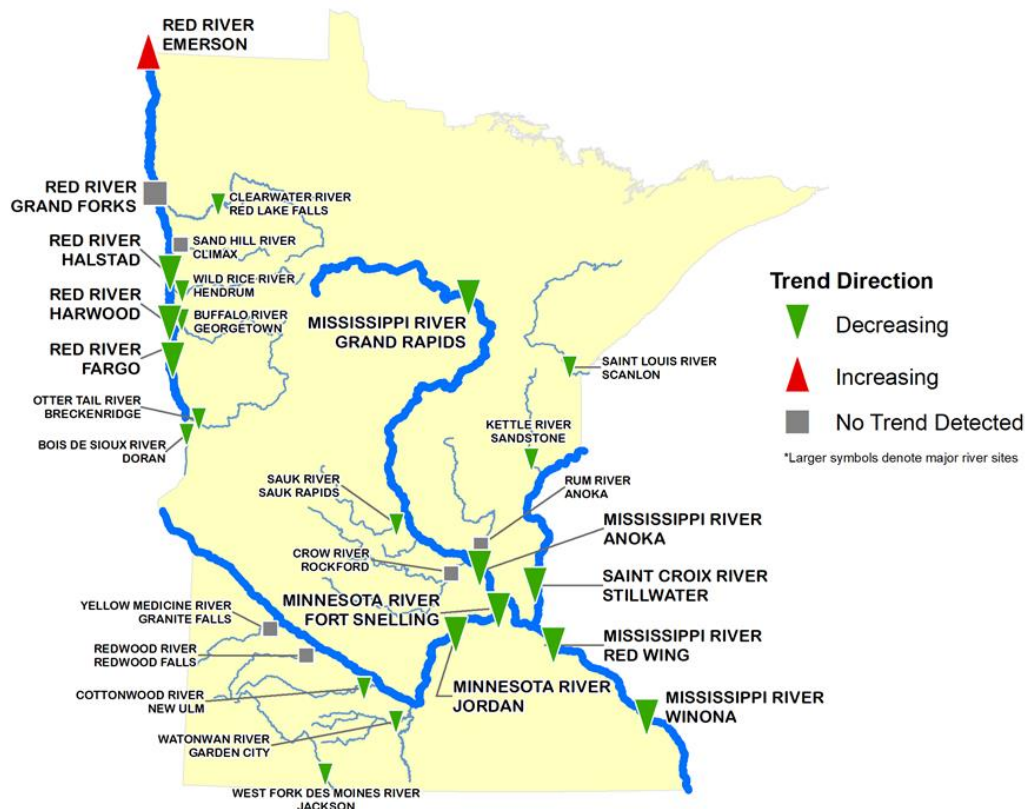 RED RIVER
EMERSON
RED RIVER
GRAND FORKS
CLEARWATER RIVER
RED LAKE FALLS
RED RIVER
HALSTAD
SAND HILL RIVER
CLIMAX
WILD RICE RIVER
HENDRUM
RED RIVER
HARWOOD
BUFFALO RIVER
GEORGETOWN
RED RIVER
FARGO
MISSISSIPPI RIVER
GRAND RAPIDS
SAINT LOUIS RIVER
SCANLON
OTTER TAIL RIVER
BRECKENRIDGE
BOIS DE SIOUX RIVER
DORAN
KETTLE RIVER
SANDSTONE
SAUK RIVER
SAUK RAPIDS
RUM RIVER
ANOKA
MISSISSIPPI RIVER
ANOKA
CROW RIVER
ROCKFORD
SAINT CROIX RIVER
STILLWATER
MINNESOTA RIVER
FORT SNELLING
YELLOW MEDICINE RIVER
GRANITE FALLS
MISSISSIPPI RIVER
RED WING
REDWOOD RIVER
REDWOOD FALLS
MINNESOTA RIVER
JORDAN
COTTONWOOD RIVER
NEW ULM
MISSISSIPPI RIVER
WINONA
WATONWAN RIVER
GARDEN CITY
WEST FORK DES MOINES RIVER
JACKSON
Trend Direction
Decreasing
Increasing
No Trend Detected
*Larger symbols denote major river sites